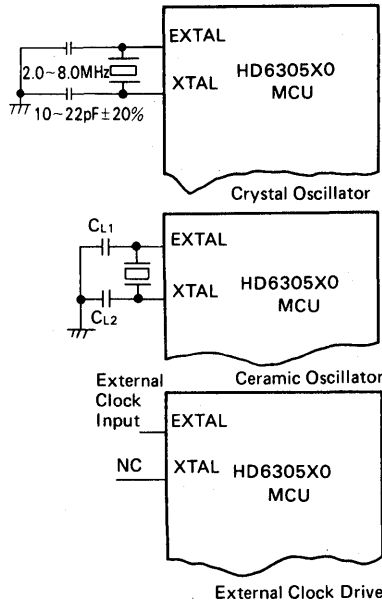 EXTAL
2.0~8.0MHz
XTAL
HD6305X0
MCU
10~22pF±20%
Crystal Oscillator
CL1
EXTAL
XTAL
HD6305X0
MCU
CL2
Ceramic Oscillator
External
Clock
Input
EXTAL
NC
XTAL
HD6305X0
MCU
External Clock Drive